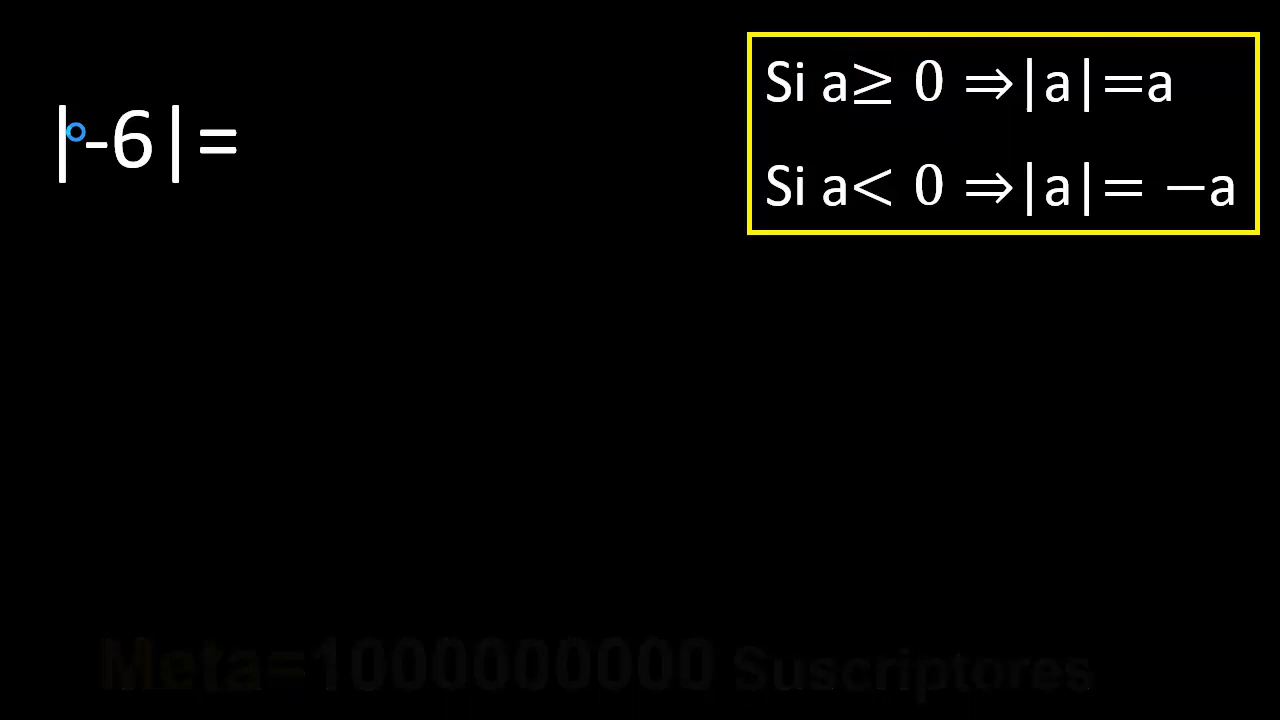 |-6|=
Si a≥ 0 ⇒|a|=a
Si a< 0 ⇒|a|= −a
Meta=1000000000 Suscriptores